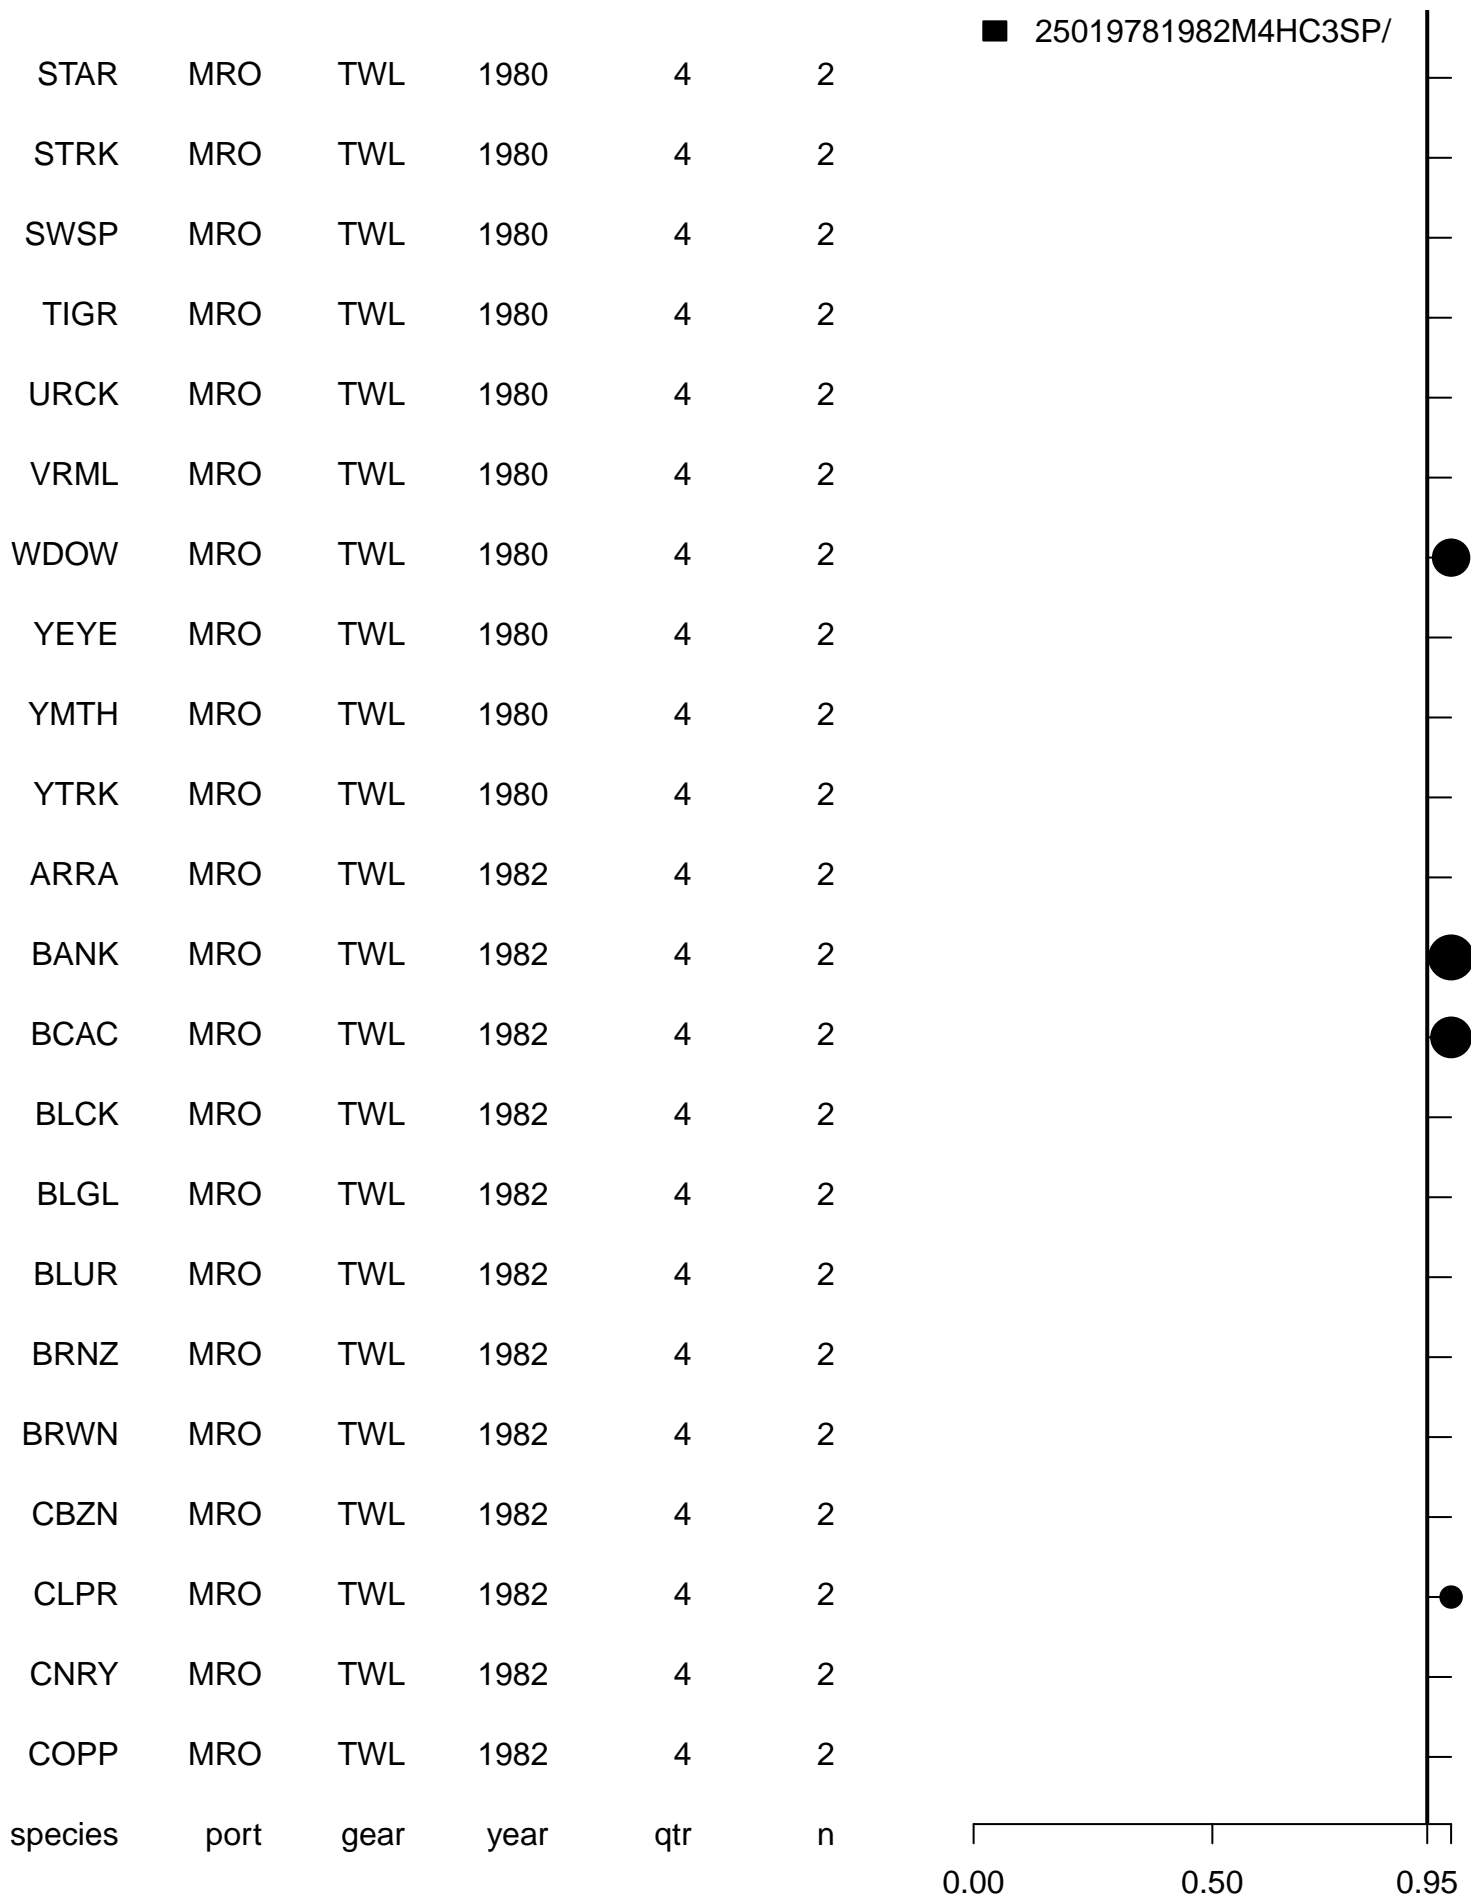 25019781982M4HC3SP/
STAR MRO TWL 1980 4 2
STRK MRO TWL 1980 4 2
SWSP MRO TWL 1980 4 2
TIGR MRO TWL 1980 4 2
URCK MRO TWL 1980 4 2
VRML MRO TWL 1980 4 2
WDOW MRO TWL 1980 4 2
YEYE MRO TWL 1980 4 2
YMTH MRO TWL 1980 4 2
YTRK MRO TWL 1980 4 2
ARRA MRO TWL 1982 4 2
BANK MRO TWL 1982 4 2
BCAC MRO TWL 1982 4 2
BLCK MRO TWL 1982 4 2
BLGL MRO TWL 1982 4 2
BLUR MRO TWL 1982 4 2
BRNZ MRO TWL 1982 4 2
BRWN MRO TWL 1982 4 2
CBZN MRO TWL 1982 4 2
CLPR MRO TWL 1982 4 2
CNRY MRO TWL 1982 4 2
COPP MRO TWL 1982 4 2
species port gear year qtr n
0.00 0.50 0.95